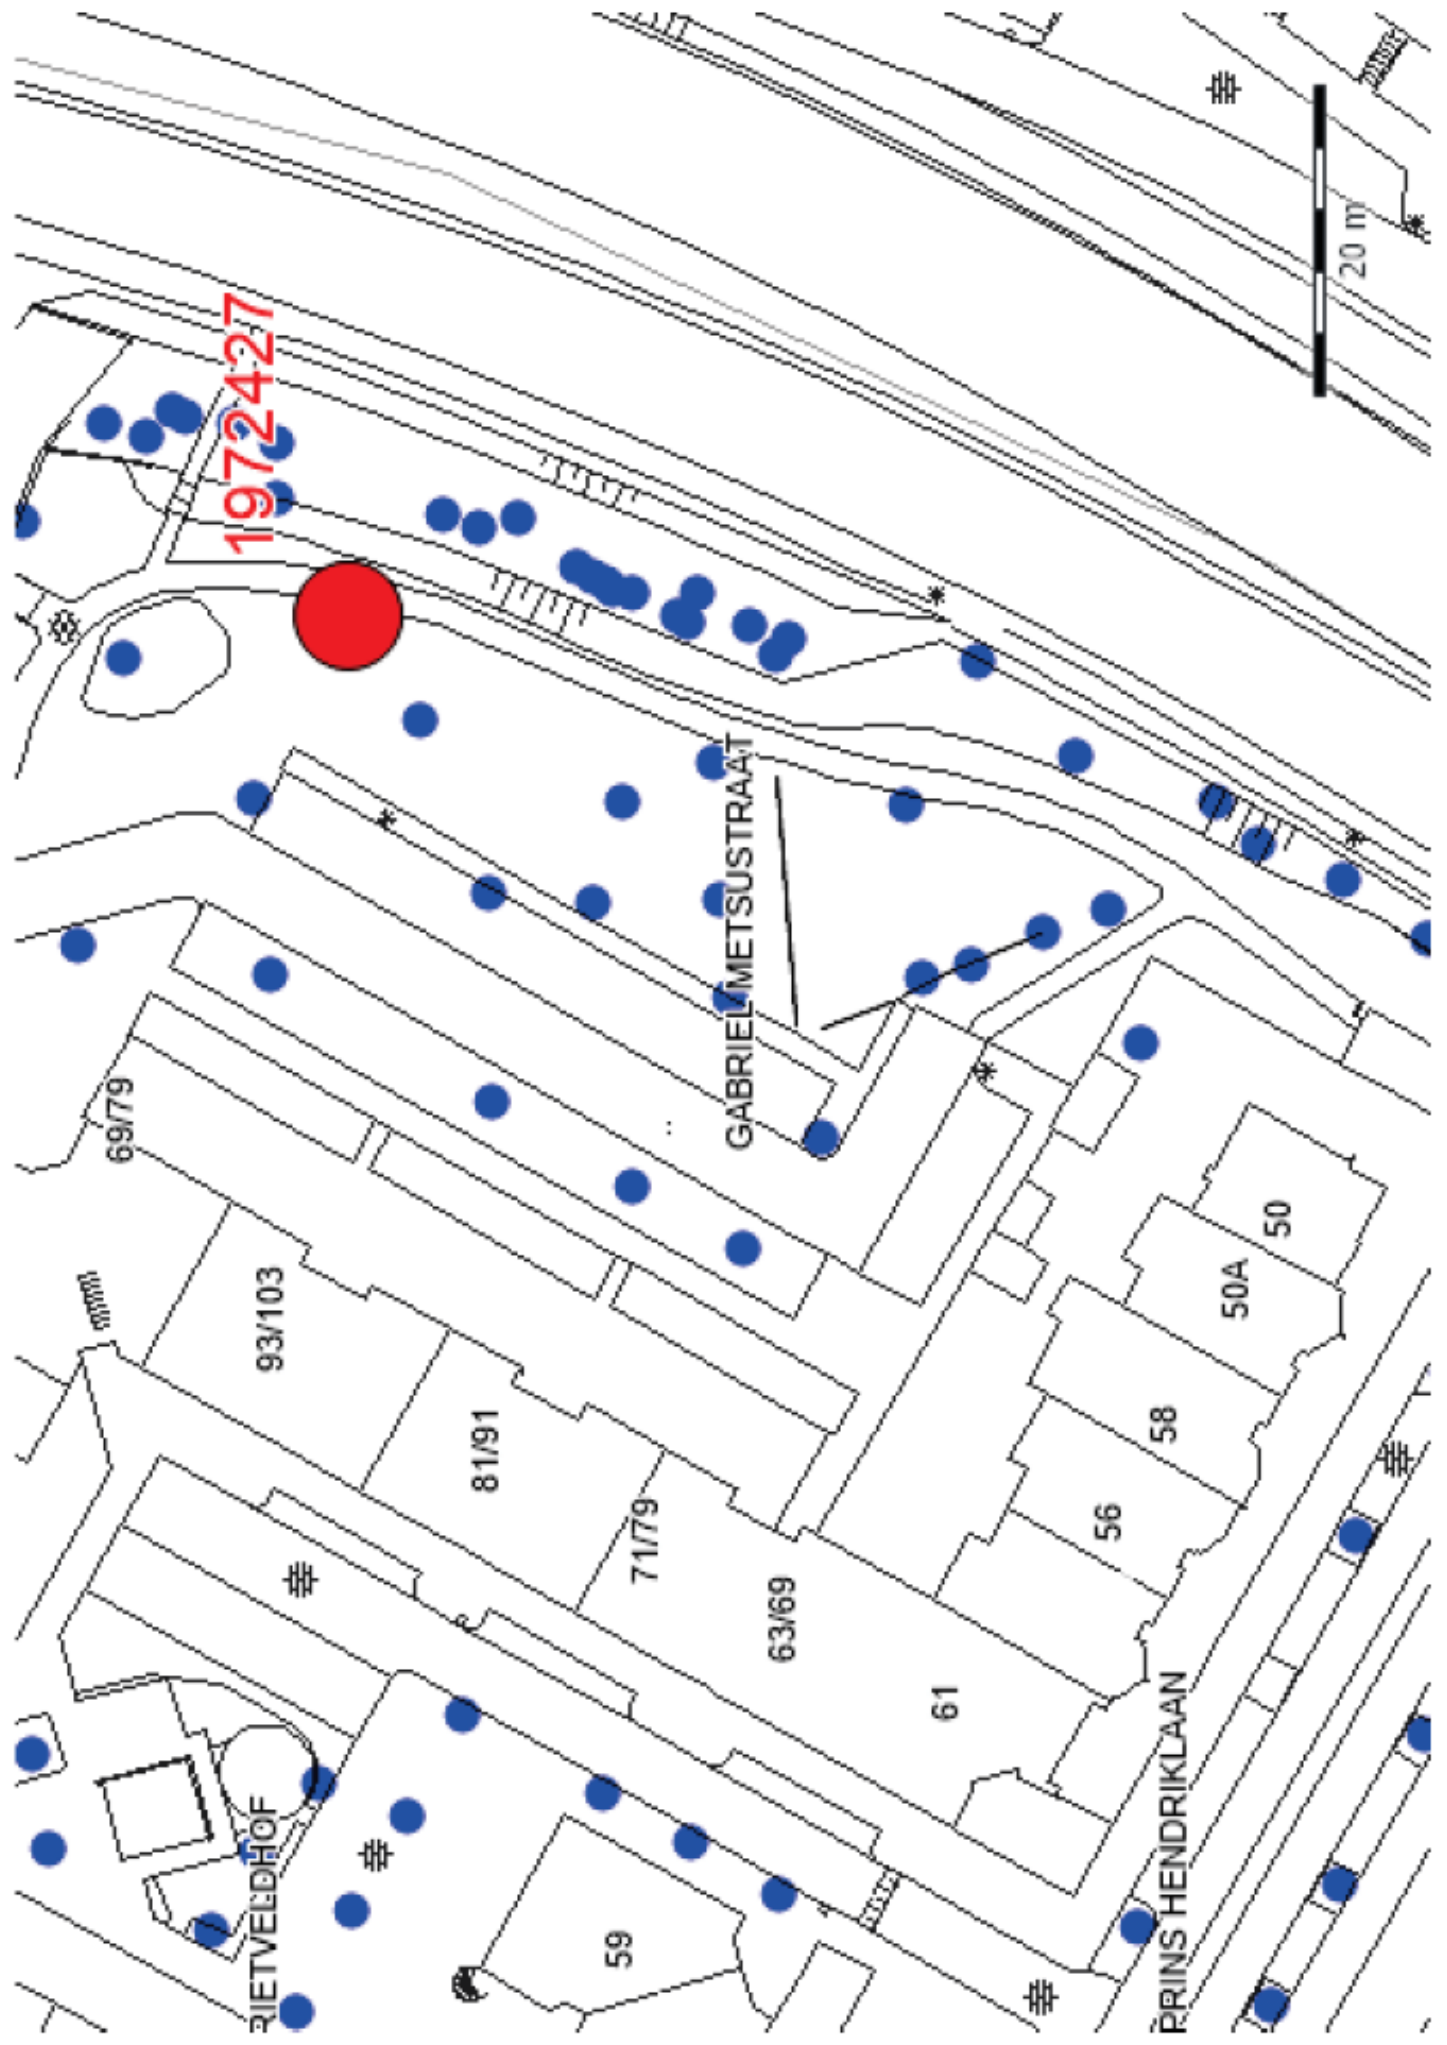 1972427
20 m
GABRIEL METSUSTRAAT
69/79
93/103
81/91
71/79
63/69
61
59
50
50A
58
56
RIETVELDHOF
PRINS HENDRIKLAAN